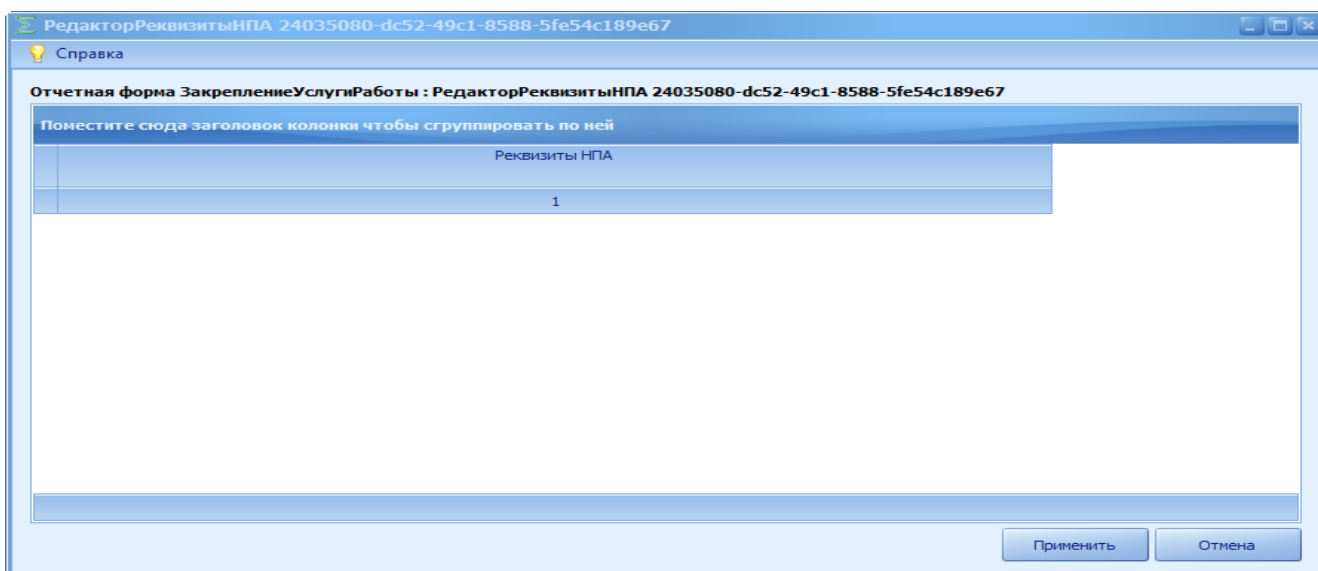 РедакторРеквизитыНПА 24035080-dc52-49c1-8588-5fe54c189e67
Справка
Отчетная форма ЗакреплениеУслугиРаботы : РедакторРеквизитыНПА 24035080-dc52-49c1-8588-5fe54c189e67
Поместите сюда заголовок колонки чтобы сгруппировать по ней
Реквизиты НПА
1
Применить Отмена